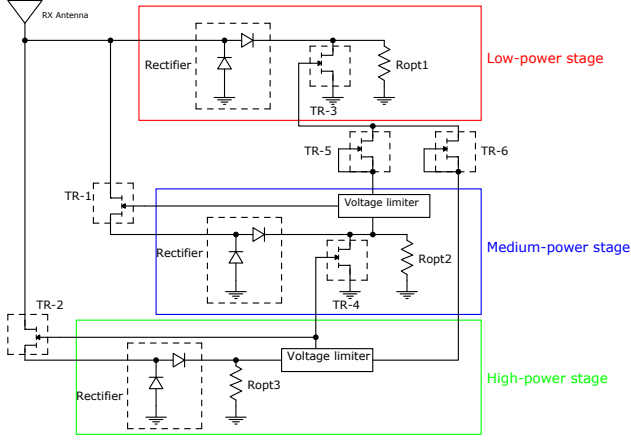 RX Antenna
Rectifier
Ropt1
Low-power stage
TR-3
TR-5
TR-6
TR-1
Voltage limiter
Rectifier
Ropt2
Medium-power stage
TR-4
TR-2
Voltage limiter
Rectifier
Ropt3
High-power stage